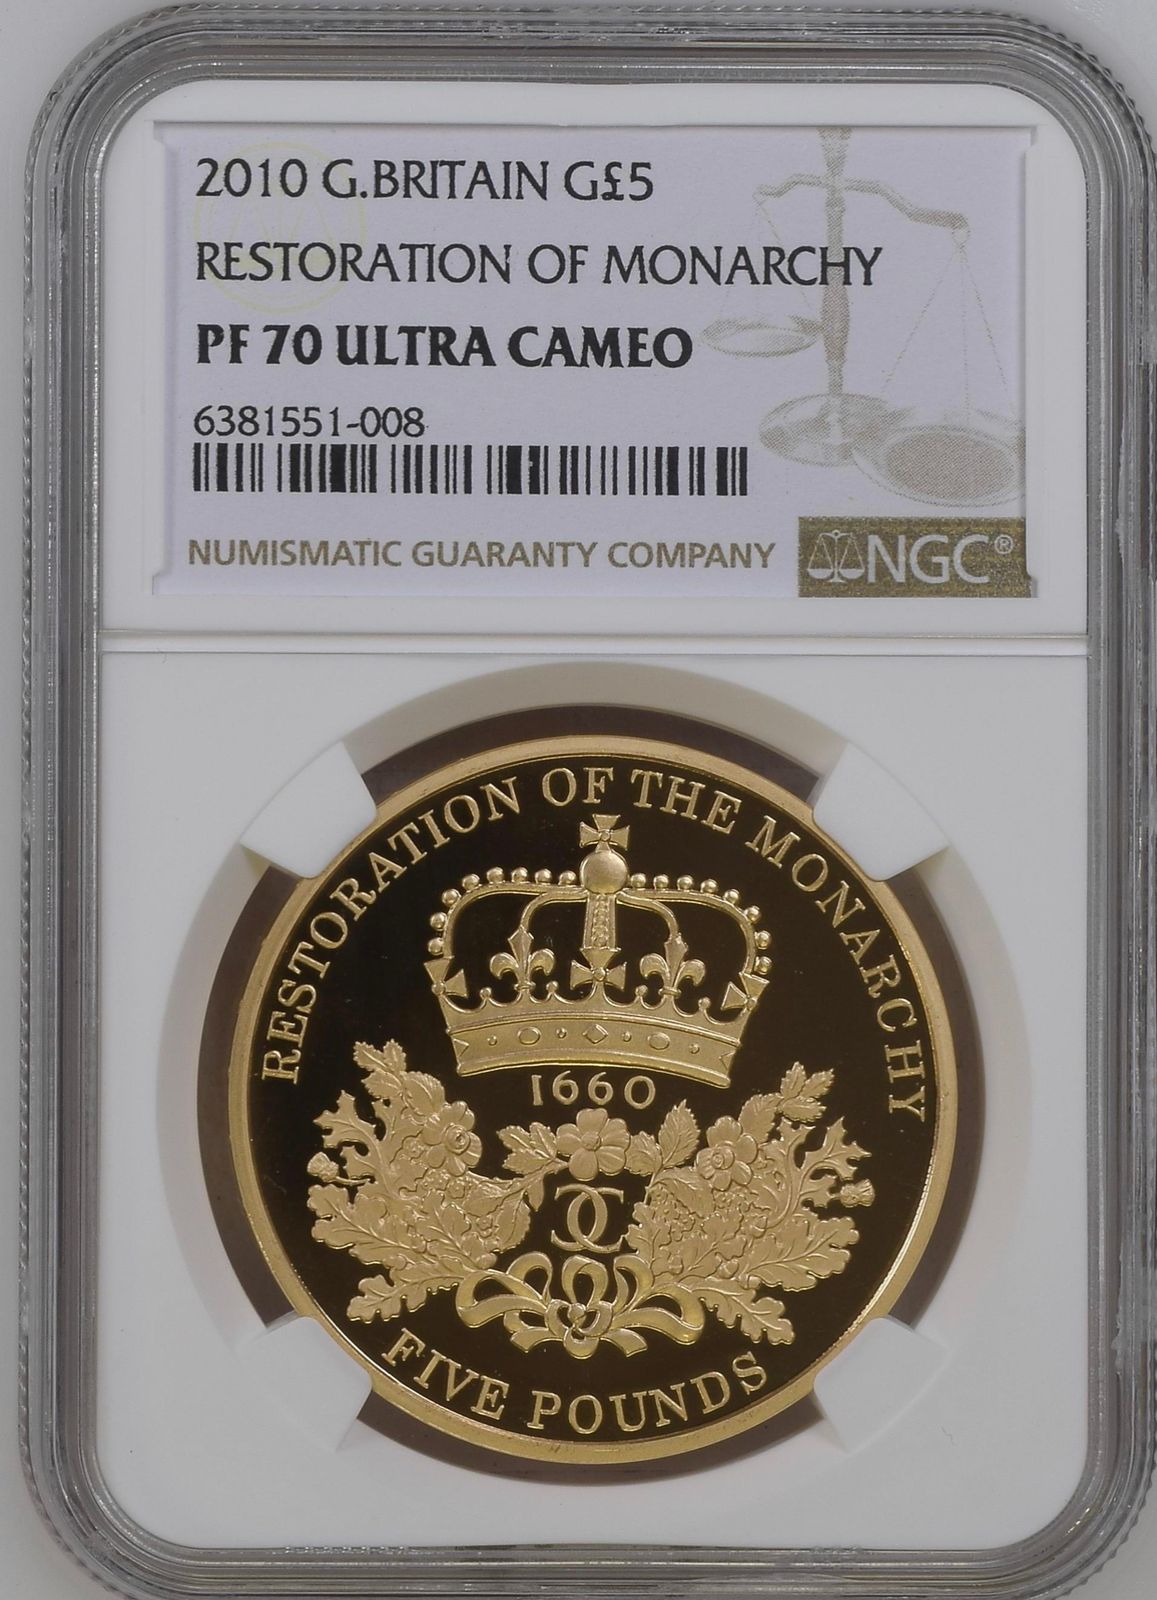 2010 G.BRITAIN G£5
RESTORATION OF MONARCHY
PF 70 ULTRA CAMEO
6381551-008
NUMISMATIC GUARANTY COMPANY
NGC®
RESTORATION OF THE MONARCHY
1660
CC
FIVE POUNDS